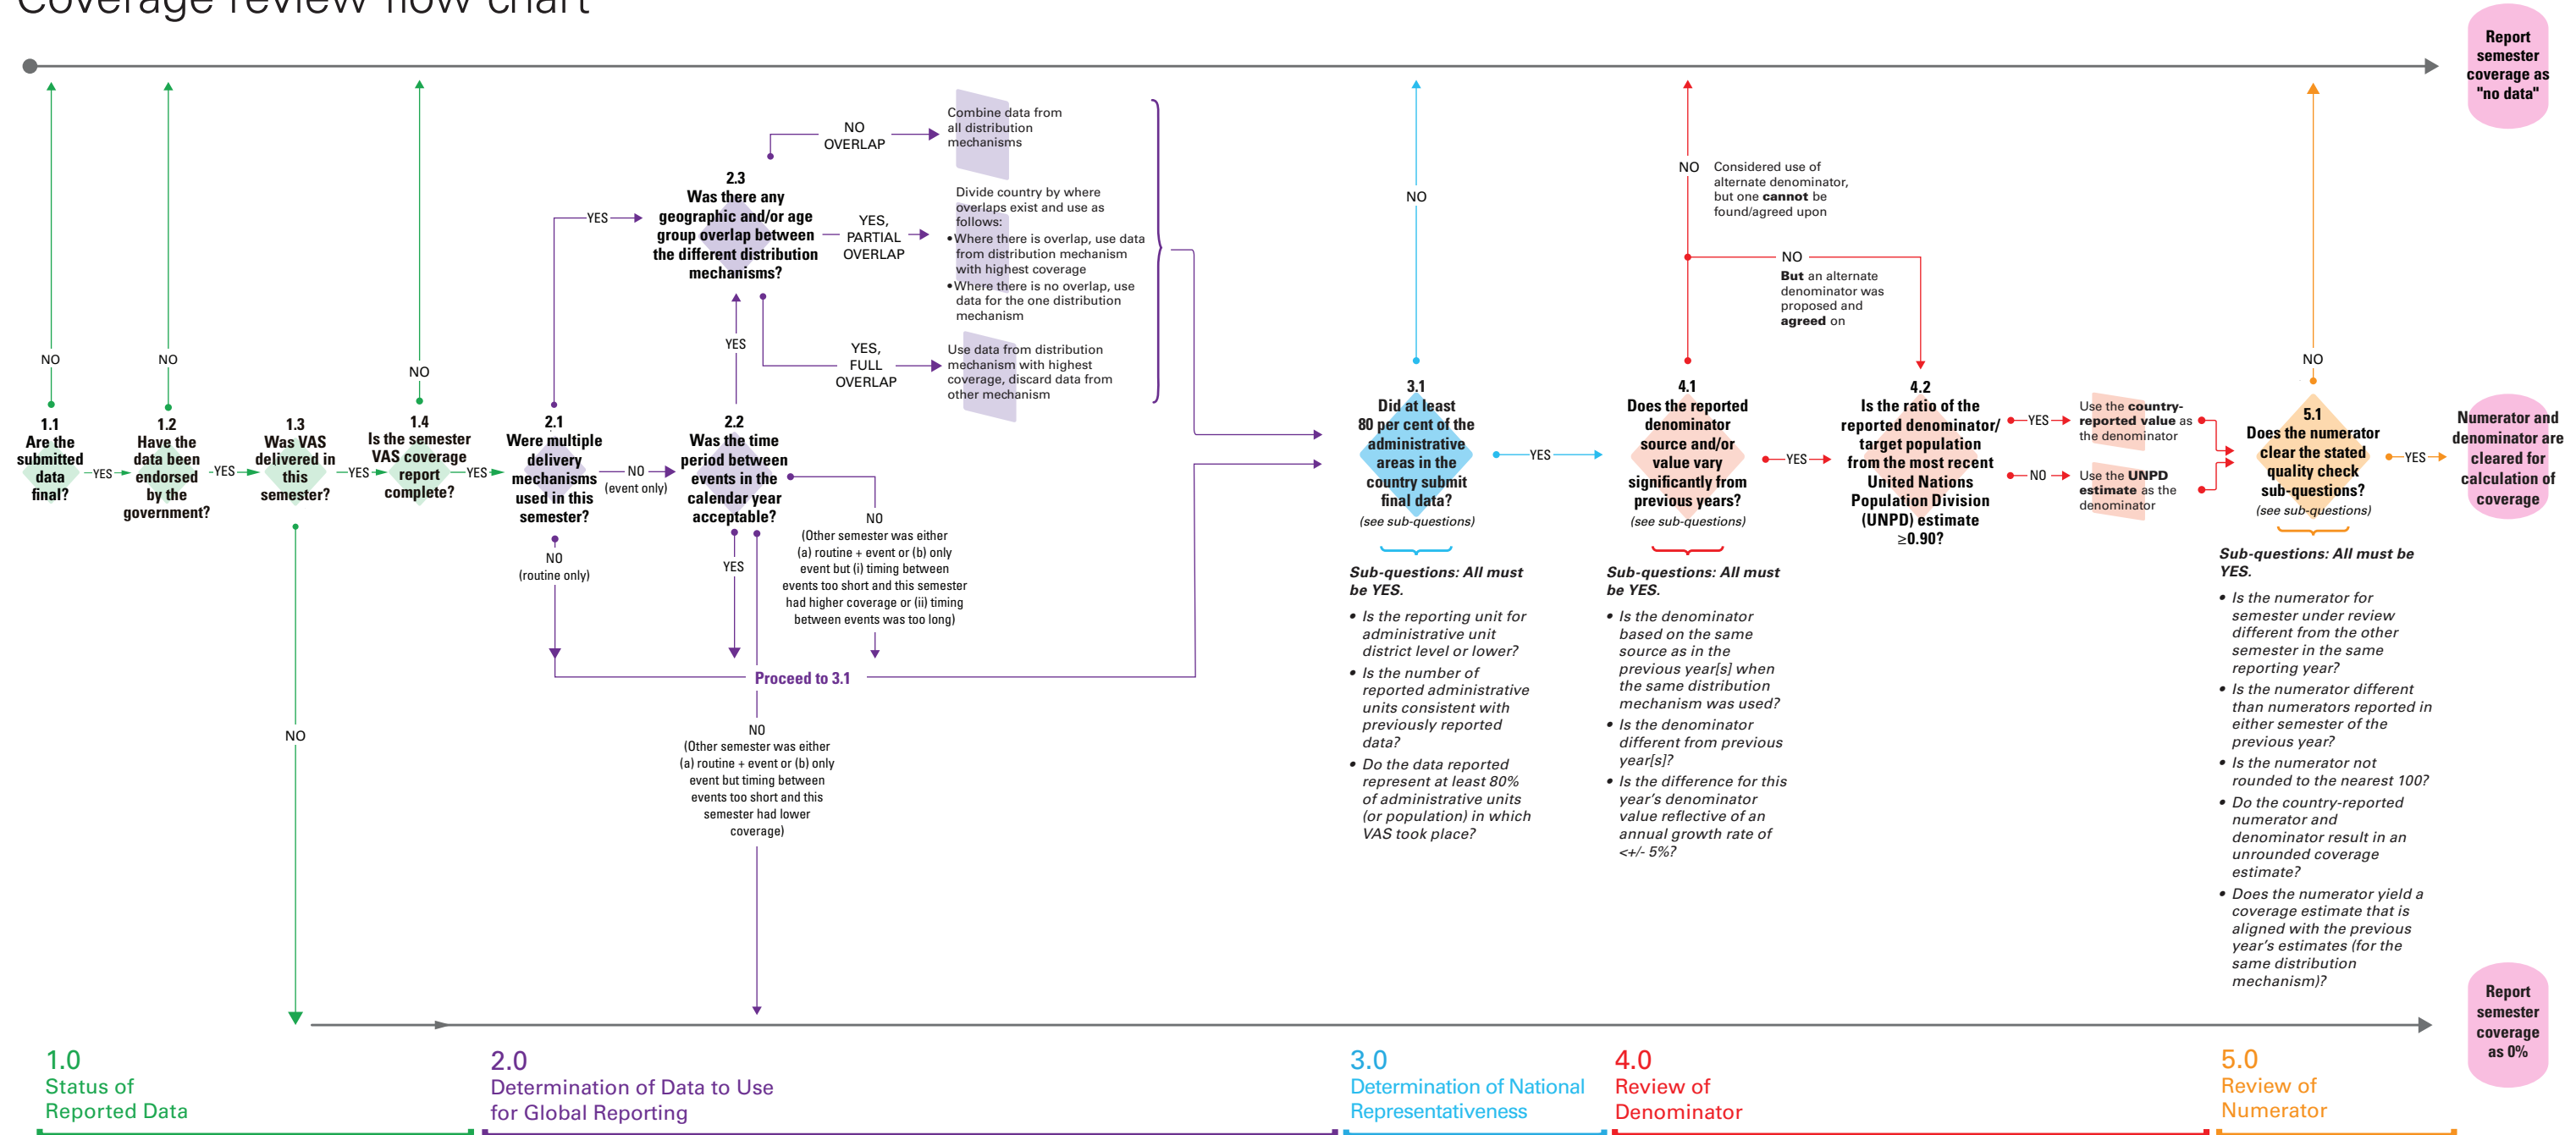 Coverage review flow chart
Report
semester
coverage as
"no data"
NO
1.1
Are the
submitted
data
final?
YES
NO
1.2
Have the
data been
endorsed
by the
government?
YES
1.3
Was VAS
delivered in
this
semester?
YES
NO
NO
1.4
Is the semester
VAS coverage
report
complete?
YES
2.1
Were multiple
delivery
mechanisms
used in this
semester?
YES
NO
(event only)
NO
(routine only)
2.2
Was the time
period between
events in the
calendar year
acceptable?
YES
YES
NO
(Other semester was either
(a) routine + event or (b) only
event but (i) timing between
events too short and this semester
had higher coverage or (ii) timing
between events was too long)
Proceed to 3.1
NO
(Other semester was either
(a) routine + event or (b) only
event but timing between
events too short and this
semester had lower
coverage)
2.3
Was there any
geographic and/or age
group overlap between
the different distribution
mechanisms?
NO
OVERLAP
Combine data from
all distribution
mechanisms
YES,
PARTIAL
OVERLAP
Divide country by where
overlaps exist and use as
follows:
•Where there is overlap, use data
from distribution mechanism
with highest coverage
•Where there is no overlap, use
data for the one distribution
mechanism
YES,
FULL
OVERLAP
Use data from distribution
mechanism with highest
coverage, discard data from
other mechanism
NO
3.1
Did at least
80 per cent of the
administrative
areas in the
country submit
final data?
(see sub-questions)
YES
Sub-questions: All must
be YES.
• Is the reporting unit for
administrative unit
district level or lower?
• Is the number of
reported administrative
units consistent with
previously reported
data?
• Do the data reported
represent at least 80%
of administrative units
(or population) in which
VAS took place?
NO
Considered use of
alternate denominator,
but one cannot be
found/agreed upon
NO
But an alternate
denominator was
proposed and
agreed on
4.1
Does the reported
denominator
source and/or
value vary
significantly from
previous years?
(see sub-questions)
YES
Sub-questions: All must
be YES.
• Is the denominator
based on the same
source as in the
previous year[s] when
the same distribution
mechanism was used?
• Is the denominator
different from previous
year[s]?
• Is the difference for this
year's denominator
value reflective of an
annual growth rate of
<+/- 5%?
4.2
Is the ratio of the
reported denominator/
target population
from the most recent
United Nations
Population Division
(UNPD) estimate
≥0.90?
YES
Use the country-
reported value as
the denominator
NO
Use the UNPD
estimate as the
denominator
NO
5.1
Does the numerator
clear the stated
quality check
sub-questions?
(see sub-questions)
YES
Numerator and
denominator are
cleared for
calculation of
coverage
Sub-questions: All must be
YES.
• Is the numerator for
semester under review
different from the other
semester in the same
reporting year?
• Is the numerator different
than numerators reported in
either semester of the
previous year?
• Is the numerator not
rounded to the nearest 100?
• Do the country-reported
numerator and
denominator result in an
unrounded coverage
estimate?
• Does the numerator yield a
coverage estimate that is
aligned with the previous
year's estimates (for the
same distribution
mechanism)?
Report
semester
coverage
as 0%
1.0
Status of
Reported Data
2.0
Determination of Data to Use
for Global Reporting
3.0
Determination of National
Representativeness
4.0
Review of
Denominator
5.0
Review of
Numerator